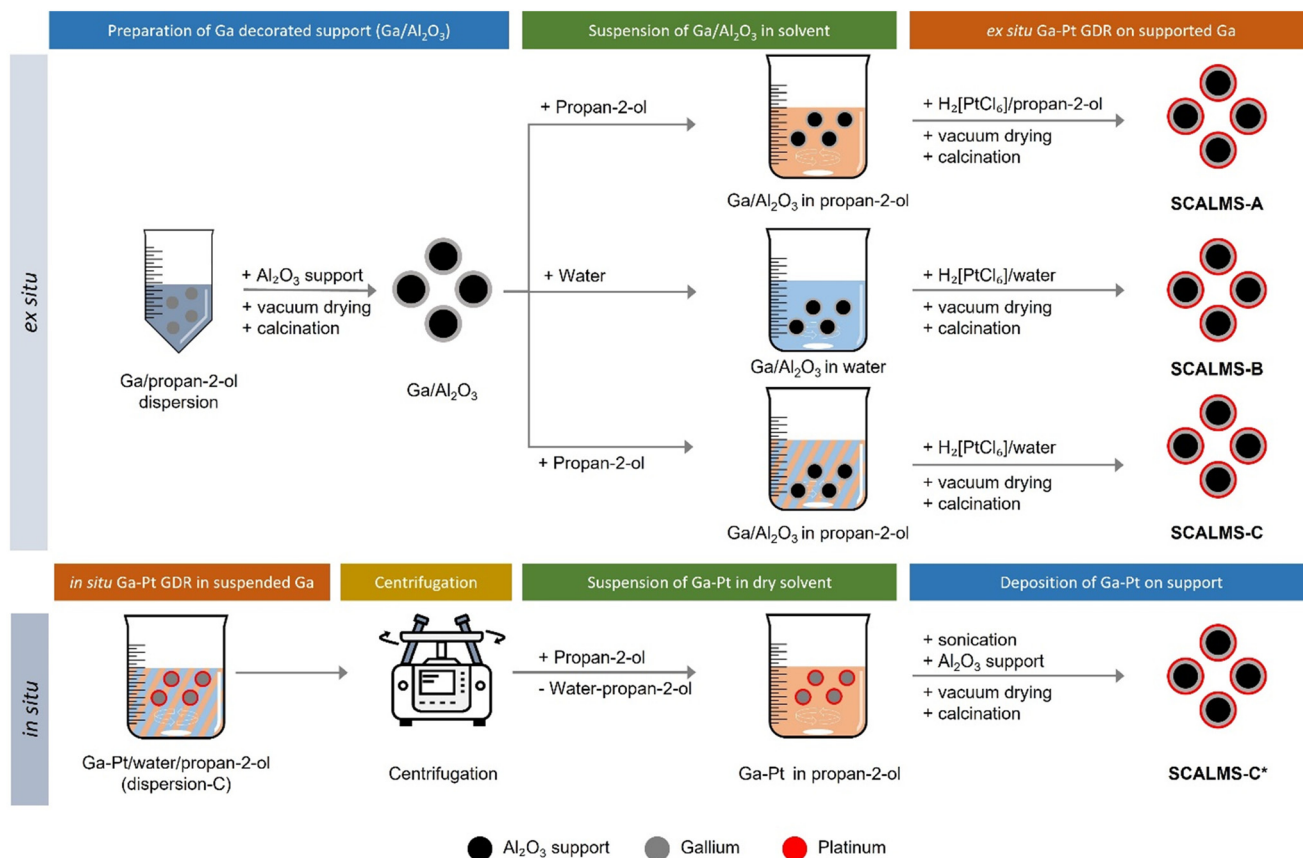 Preparation of Ga decorated support (Ga/Al₂O₃)
Suspension of Ga/Al₂O₃ in solvent
ex situ Ga-Pt GDR on supported Ga
ex situ
Ga/propan-2-ol
dispersion
+ Al₂O₃ support
+ vacuum drying
+ calcination
Ga/Al₂O₃
+ Propan-2-ol
Ga/Al₂O₃ in propan-2-ol
+ H₂[PtCl₆]/propan-2-ol
+ vacuum drying
+ calcination
SCALMS-A
+ Water
Ga/Al₂O₃ in water
+ H₂[PtCl₆]/water
+ vacuum drying
+ calcination
SCALMS-B
+ Propan-2-ol
Ga/Al₂O₃ in propan-2-ol
+ H₂[PtCl₆]/water
+ vacuum drying
+ calcination
SCALMS-C
in situ Ga-Pt GDR in suspended Ga
Centrifugation
Suspension of Ga-Pt in dry solvent
Deposition of Ga-Pt on support
in situ
Ga-Pt/water/propan-2-ol
(dispersion-C)
Centrifugation
+ Propan-2-ol
- Water-propan-2-ol
Ga-Pt in propan-2-ol
+ sonication
+ Al₂O₃ support
+ vacuum drying
+ calcination
SCALMS-C*
Al₂O₃ support
Gallium
Platinum